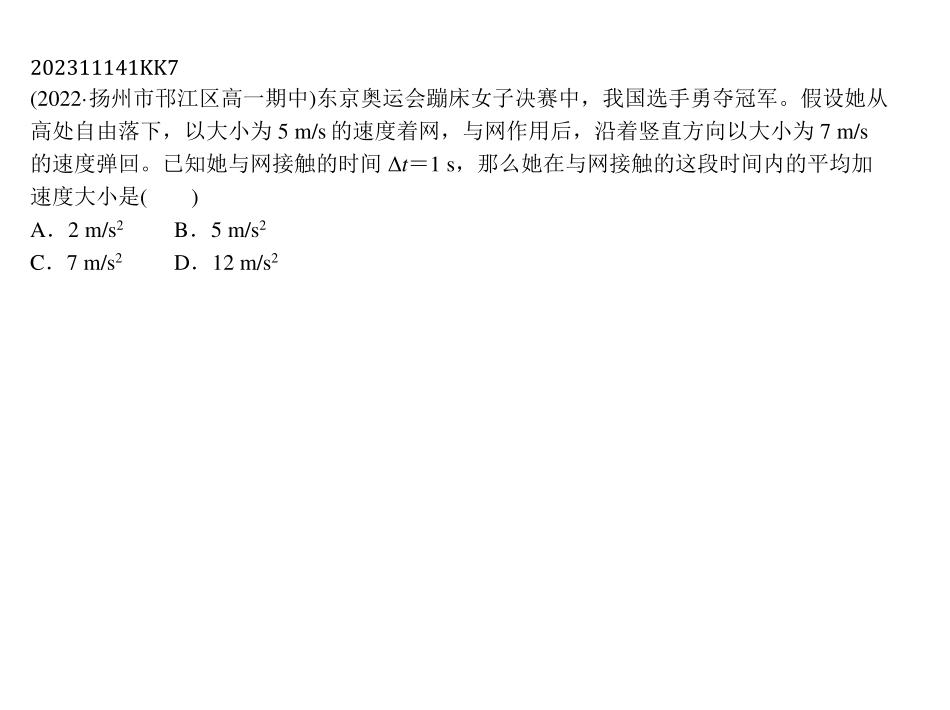 202311141KK7
(2022·扬州市邗江区高一期中)东京奥运会蹦床女子决赛中，我国选手勇夺冠军。假设她从
高处自由落下，以大小为 5 m/s 的速度着网，与网作用后，沿着竖直方向以大小为 7 m/s
的速度弹回。已知她与网接触的时间 Δt＝1 s，那么她在与网接触的这段时间内的平均加
速度大小是(　　)
A．2 m/s² B．5 m/s²
C．7 m/s² D．12 m/s²